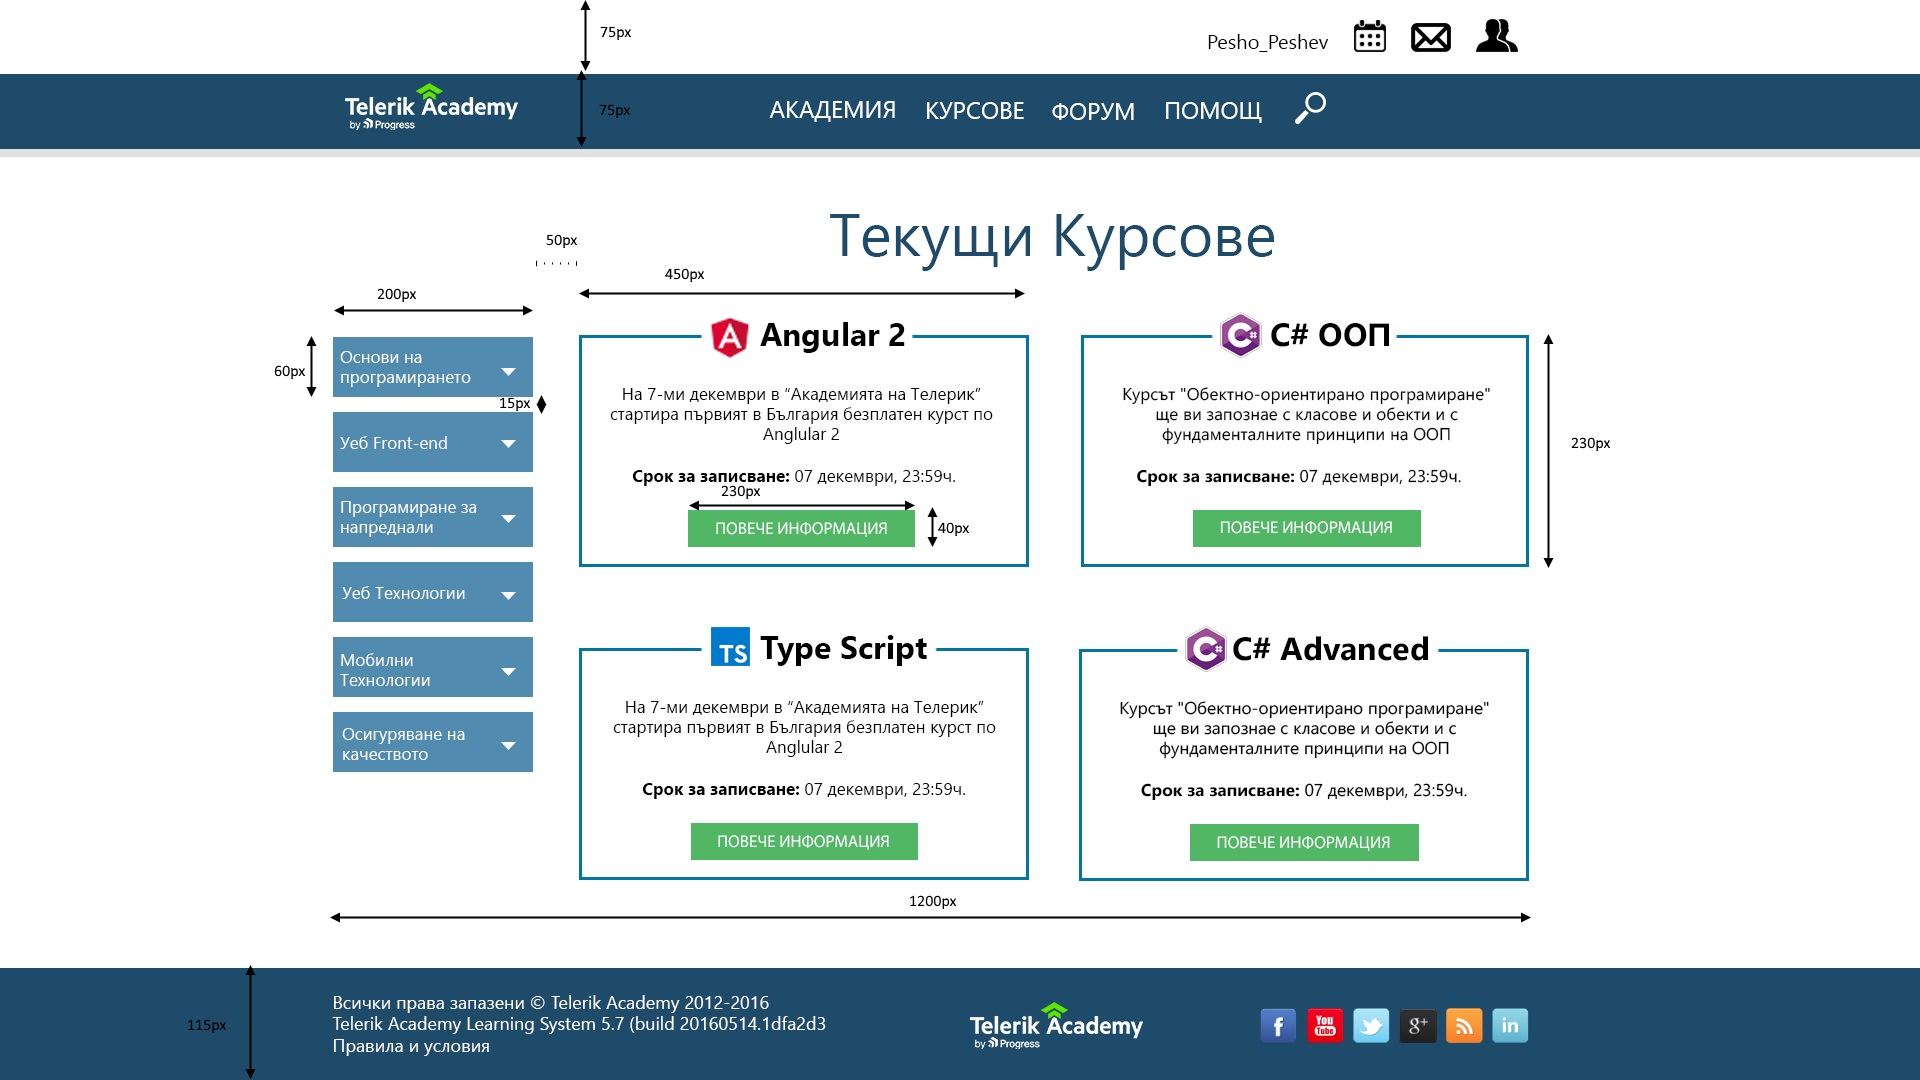 75px
Pesho_Peshev
Telerik Academy
by Progress
75px
АКАДЕМИЯ
КУРСОВЕ
ФОРУМ
ПОМОЩ
Текущи Курсове
50px
450px
200px
60px
Основи на
програмирането
15px
Уеб Front-end
Програмиране за
напреднали
Уеб Технологии
Мобилни
Технологии
Осигуряване на
качеството
Angular 2
На 7-ми декември в “Академията на Телерик”
стартира първият в България безплатен курст по
Anglular 2
Срок за записване: 07 декември, 23:59ч.
230px
ПОВЕЧЕ ИНФОРМАЦИЯ
40px
C# ООП
Курсът "Обектно-ориентирано програмиране"
ще ви запознае с класове и обекти и с
фундаменталните принципи на ООП
Срок за записване: 07 декември, 23:59ч.
ПОВЕЧЕ ИНФОРМАЦИЯ
230px
TS Type Script
На 7-ми декември в “Академията на Телерик”
стартира първият в България безплатен курст по
Anglular 2
Срок за записване: 07 декември, 23:59ч.
ПОВЕЧЕ ИНФОРМАЦИЯ
C# Advanced
Курсът "Обектно-ориентирано програмиране"
ще ви запознае с класове и обекти и с
фундаменталните принципи на ООП
Срок за записване: 07 декември, 23:59ч.
ПОВЕЧЕ ИНФОРМАЦИЯ
1200px
115px
Всички права запазени © Telerik Academy 2012-2016
Telerik Academy Learning System 5.7 (build 20160514.1dfa2d3
Правила и условия
Telerik Academy
by Progress
f
You
Tube
g+
in